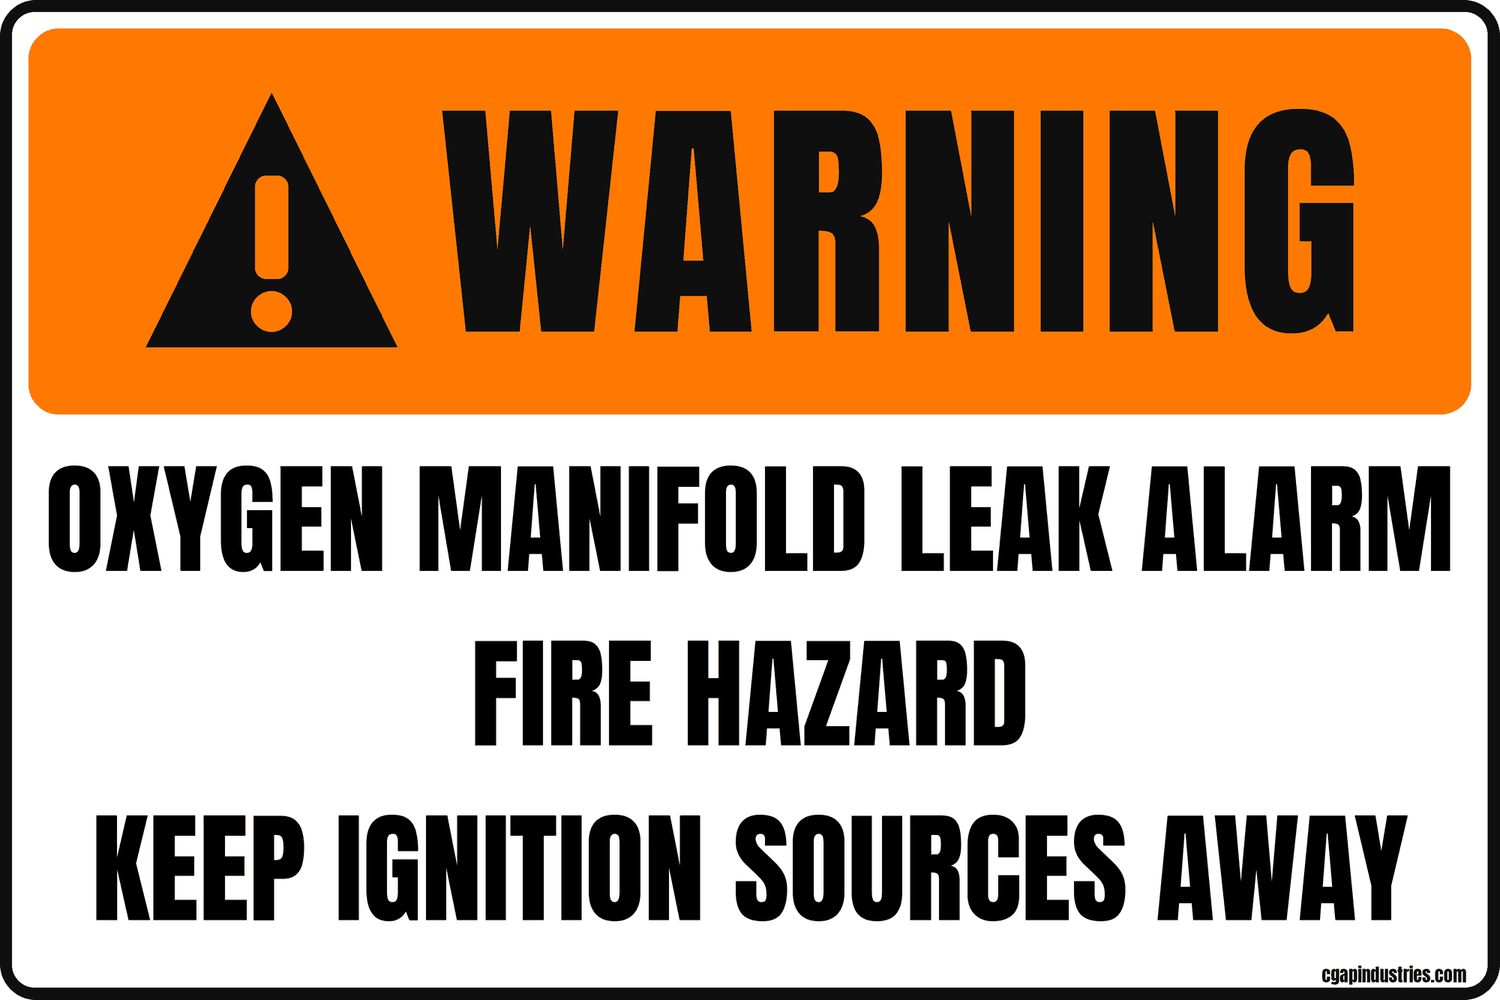 WARNING
OXYGEN MANIFOLD LEAK ALARM
FIRE HAZARD
KEEP IGNITION SOURCES AWAY
cgapindustries.com